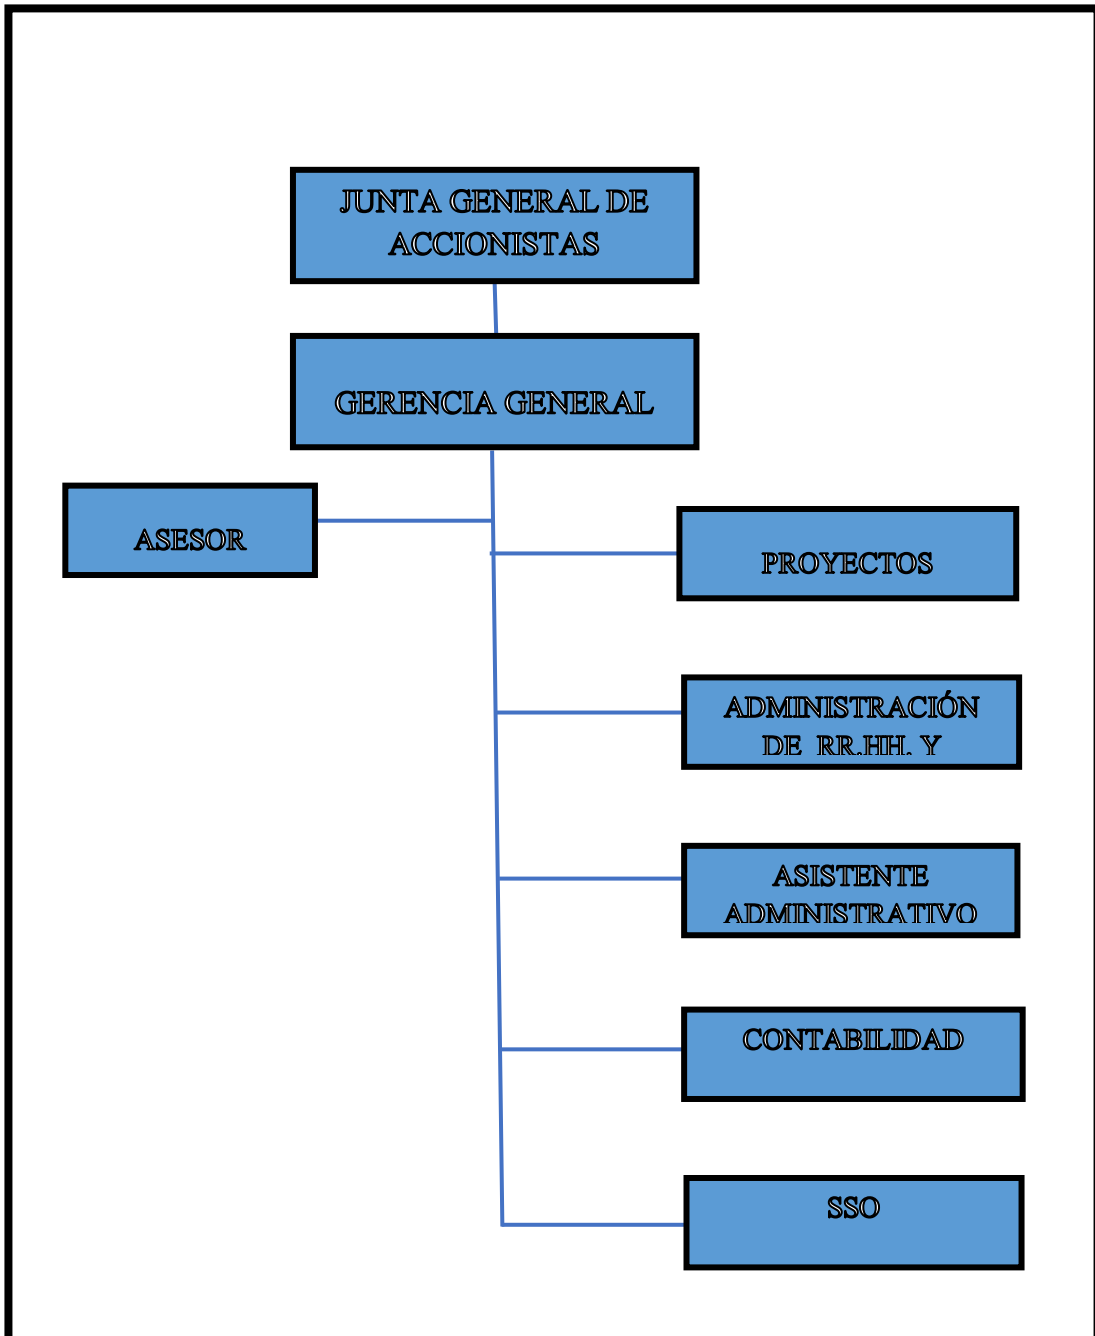 JUNTA GENERAL DE
ACCIONISTAS
GERENCIA GENERAL
ASESOR
PROYECTOS
ADMINISTRACIÓN
DE RR.HH. Y
ASISTENTE
ADMINISTRATIVO
CONTABILIDAD
SSO